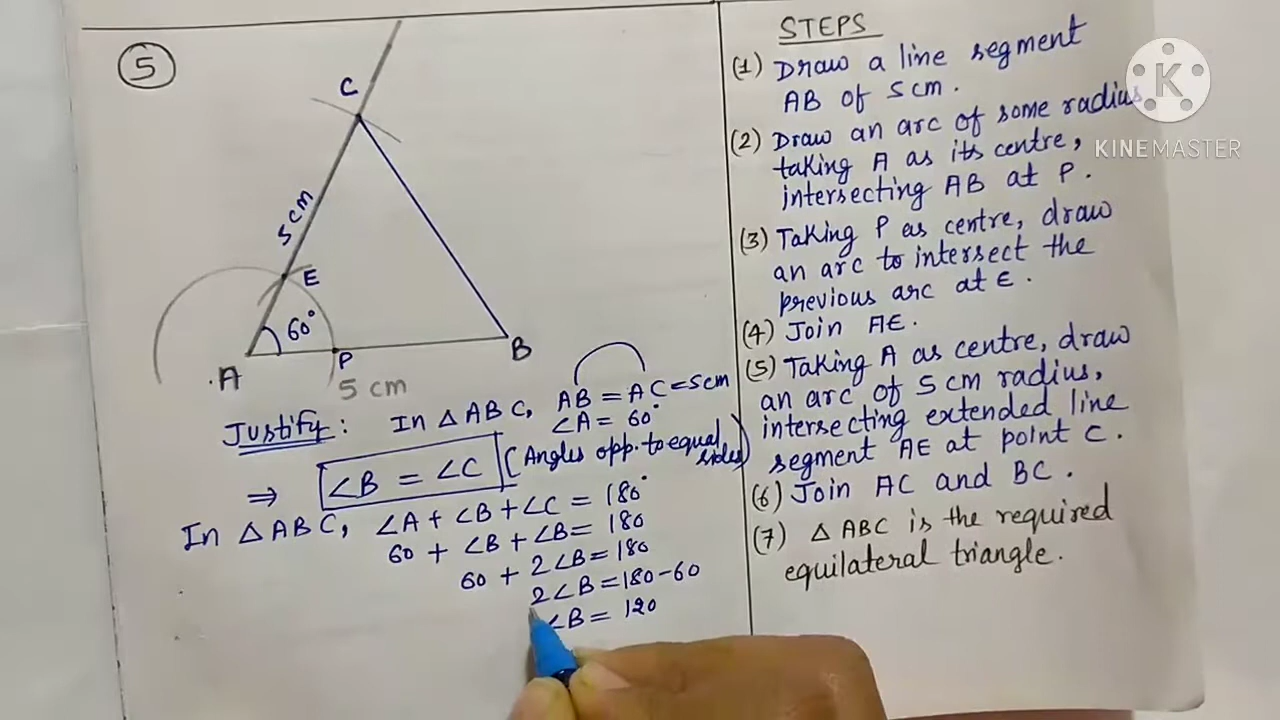 5
C
5cm
E
60°
A
P
B
5 cm
Justify: In △ABC, AB = AC = 5cm
∠A = 60°
⇒ ∠B = ∠C (Angles opp. to equal sides)
In △ABC, ∠A + ∠B + ∠C = 180°
60 + ∠B + ∠B = 180
60 + 2∠B = 180
2∠B = 180-60
∠B = 120
STEPS
(1) Draw a line segment
AB of 5cm.
(2) Draw an arc of some radius
taking A as its centre,
intersecting AB at P.
(3) Taking P as centre, draw
an arc to intersect the
previous arc at E.
(4) Join AE.
(5) Taking A as centre, draw
an arc of 5 cm radius,
intersecting extended line
segment AE at point C.
(6) Join AC and BC.
(7) △ABC is the required
equilateral triangle.
K
KINEMASTER